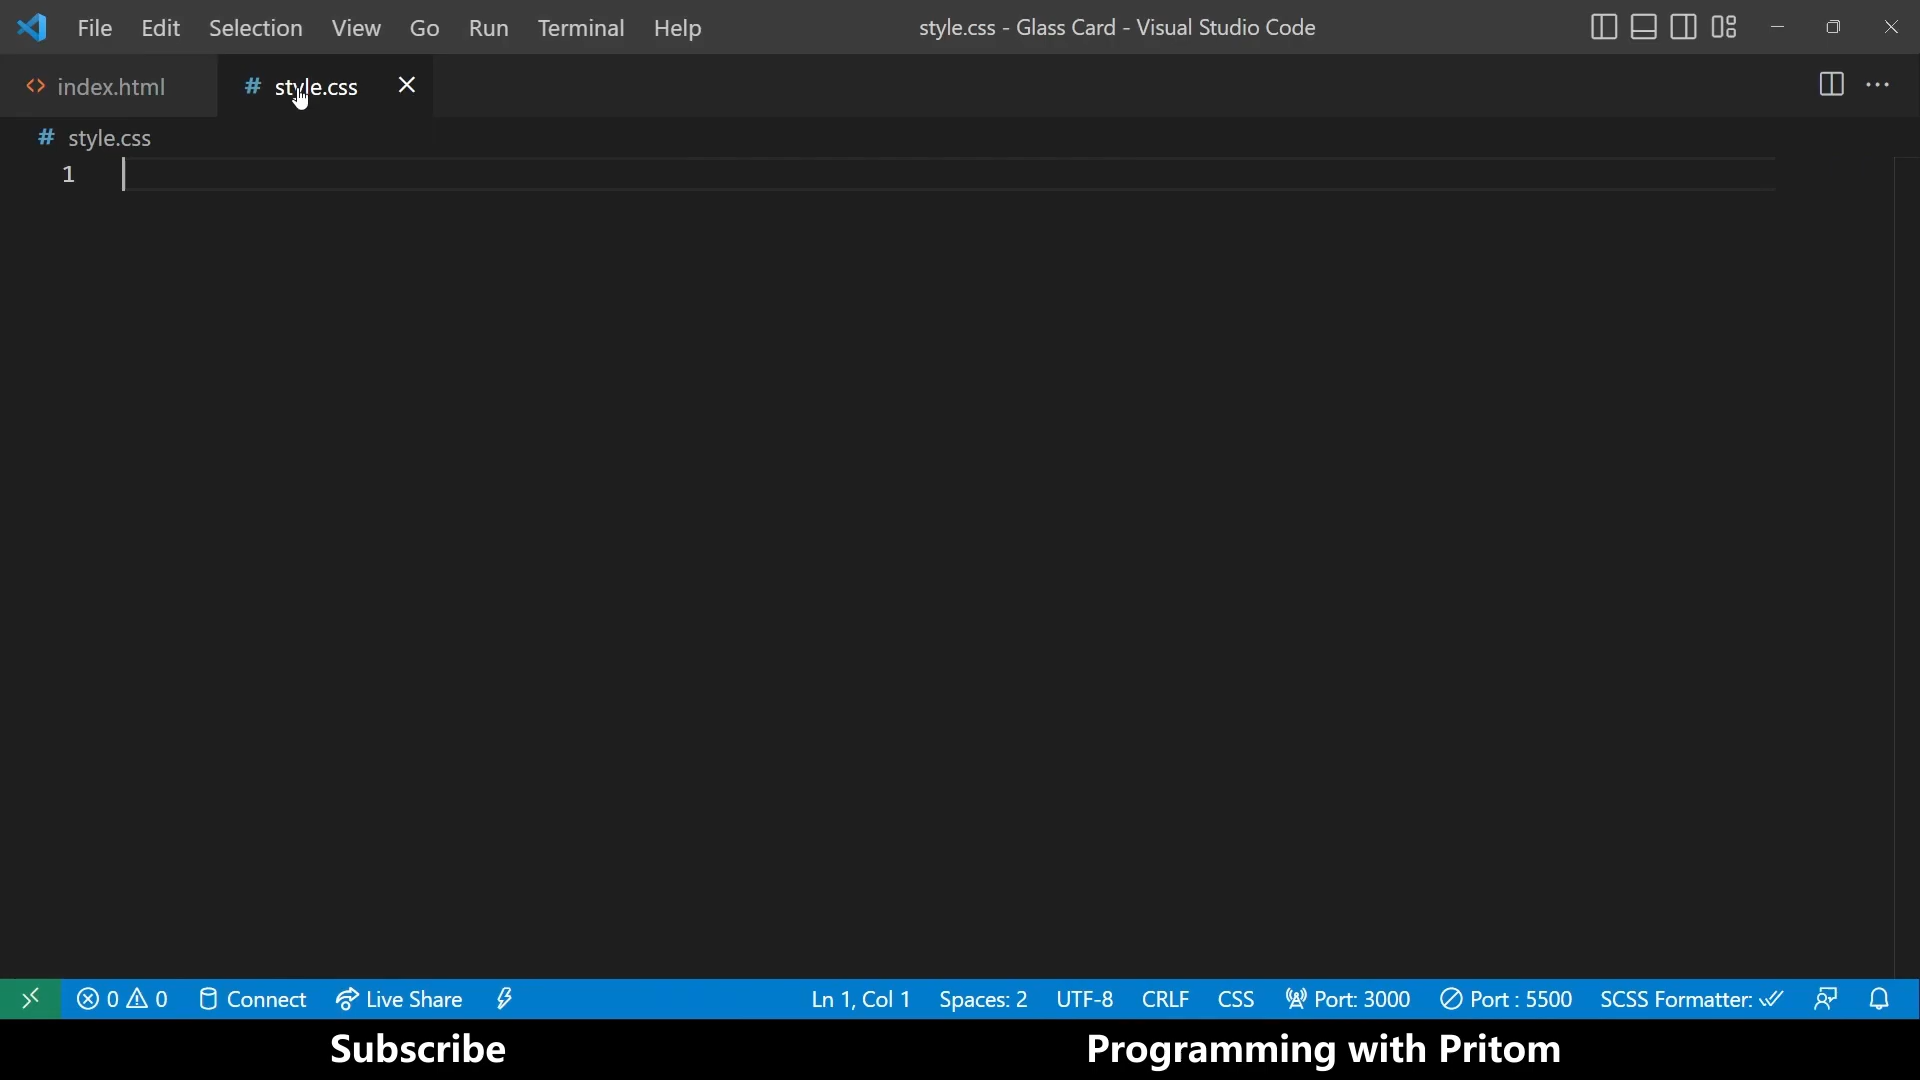 File Edit Selection View Go Run Terminal Help style.css - Glass Card - Visual Studio Code
index.html # style.css
# style.css
1
0 0 Connect Live Share Ln 1, Col 1 Spaces: 2 UTF-8 CRLF CSS Port: 3000 Port : 5500 SCSS Formatter:
Subscribe Programming with Pritom